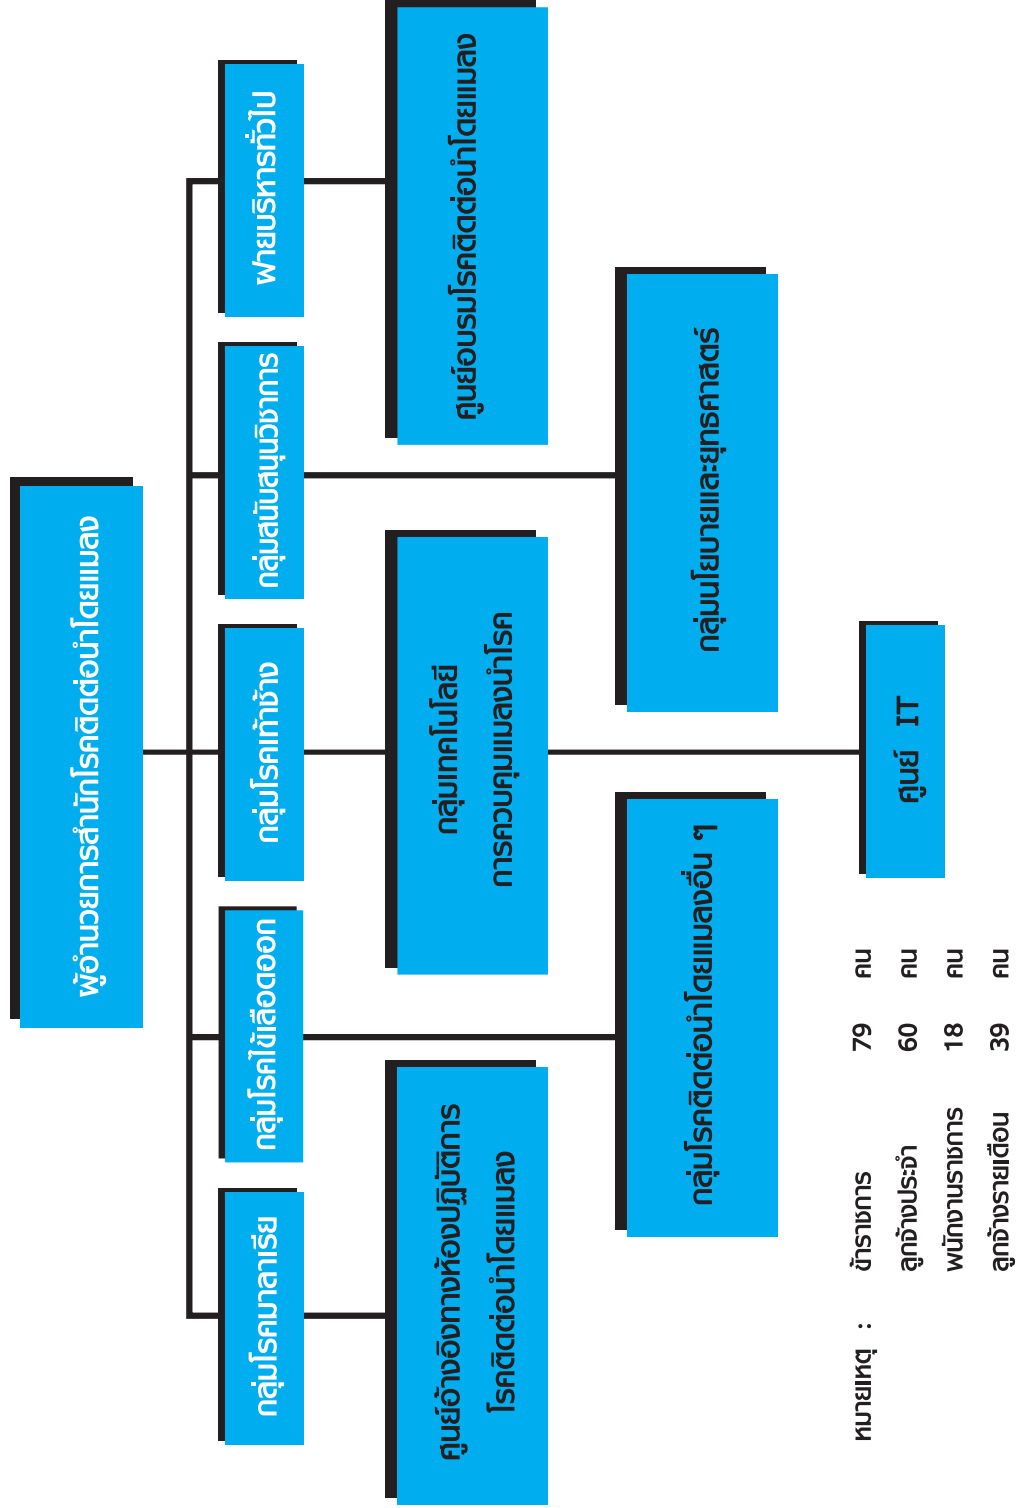 ผู้อำนวยการสำนักโรคติดต่อนำโดยแมลง
กลุ่มโรคมาลาเรีย
กลุ่มโรคไข้เลือดออก
กลุ่มโรคเท้าช้าง
กลุ่มสนับสนุนวิชาการ
ฝ่ายบริหารทั่วไป
ศูนย์อ้างอิงทางห้องปฏิบัติการ
โรคติดต่อนำโดยแมลง
กลุ่มเทคโนโลยี
การควบคุมแมลงนำโรค
ศูนย์อบรมโรคติดต่อนำโดยแมลง
กลุ่มโรคติดต่อนำโดยแมลงอื่น ๆ
กลุ่มนโยบายและยุทธศาสตร์
ศูนย์ IT
หมายเหตุ : ข้าราชการ 79 คน
ลูกจ้างประจำ 60 คน
พนักงานราชการ 18 คน
ลูกจ้างรายเดือน 39 คน